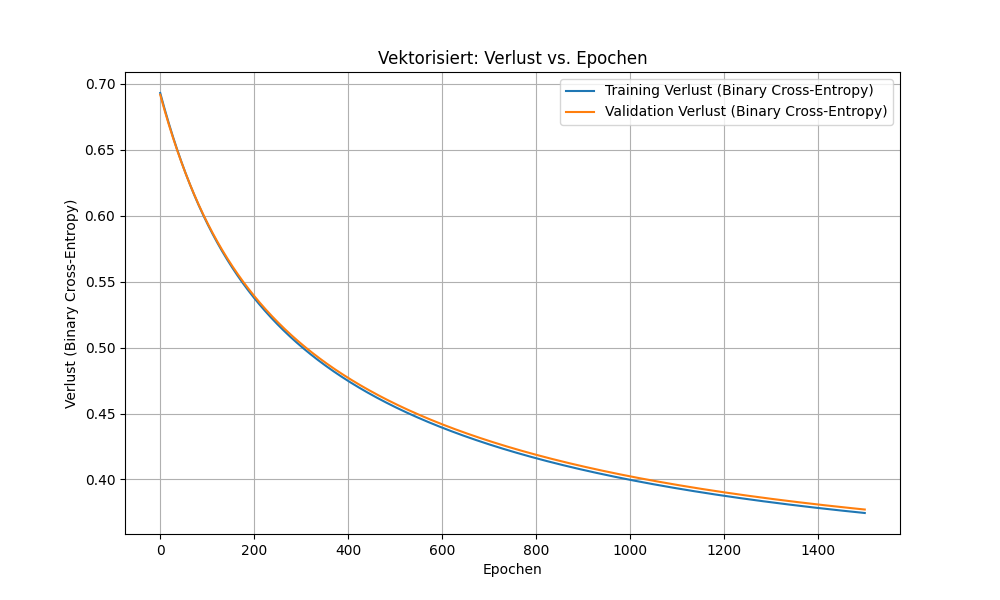 Vektorisiert: Verlust vs. Epochen
Training Verlust (Binary Cross-Entropy)
Validation Verlust (Binary Cross-Entropy)
Verlust (Binary Cross-Entropy)
0.70
0.65
0.60
0.55
0.50
0.45
0.40
0 200 400 600 800 1000 1200 1400
Epochen